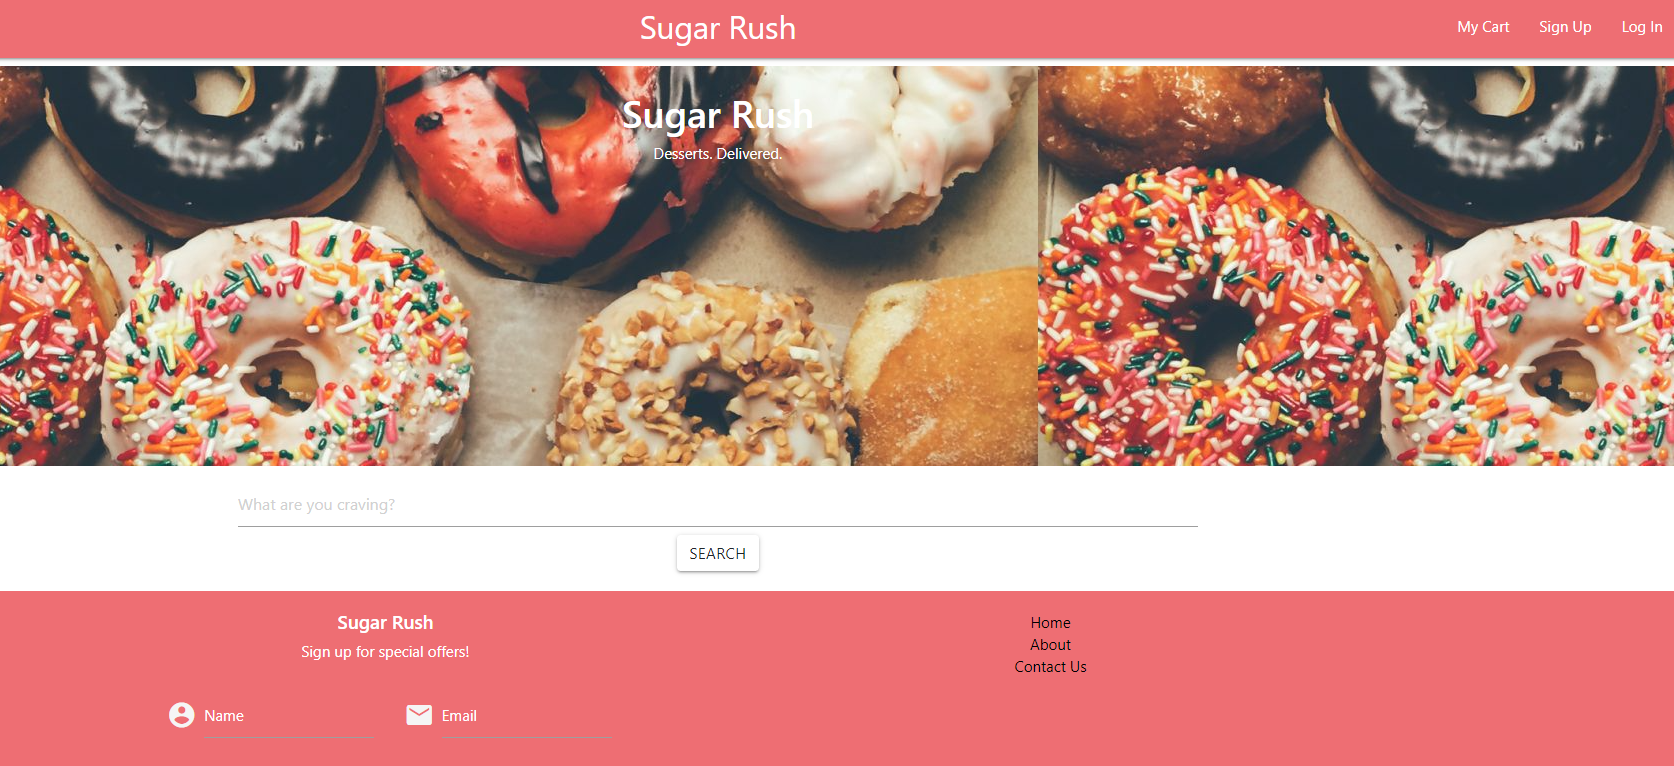 Sugar Rush
My Cart Sign Up Log In
Sugar Rush
Desserts. Delivered.
What are you craving?
SEARCH
Sugar Rush
Sign up for special offers!
Name Email
Home
About
Contact Us